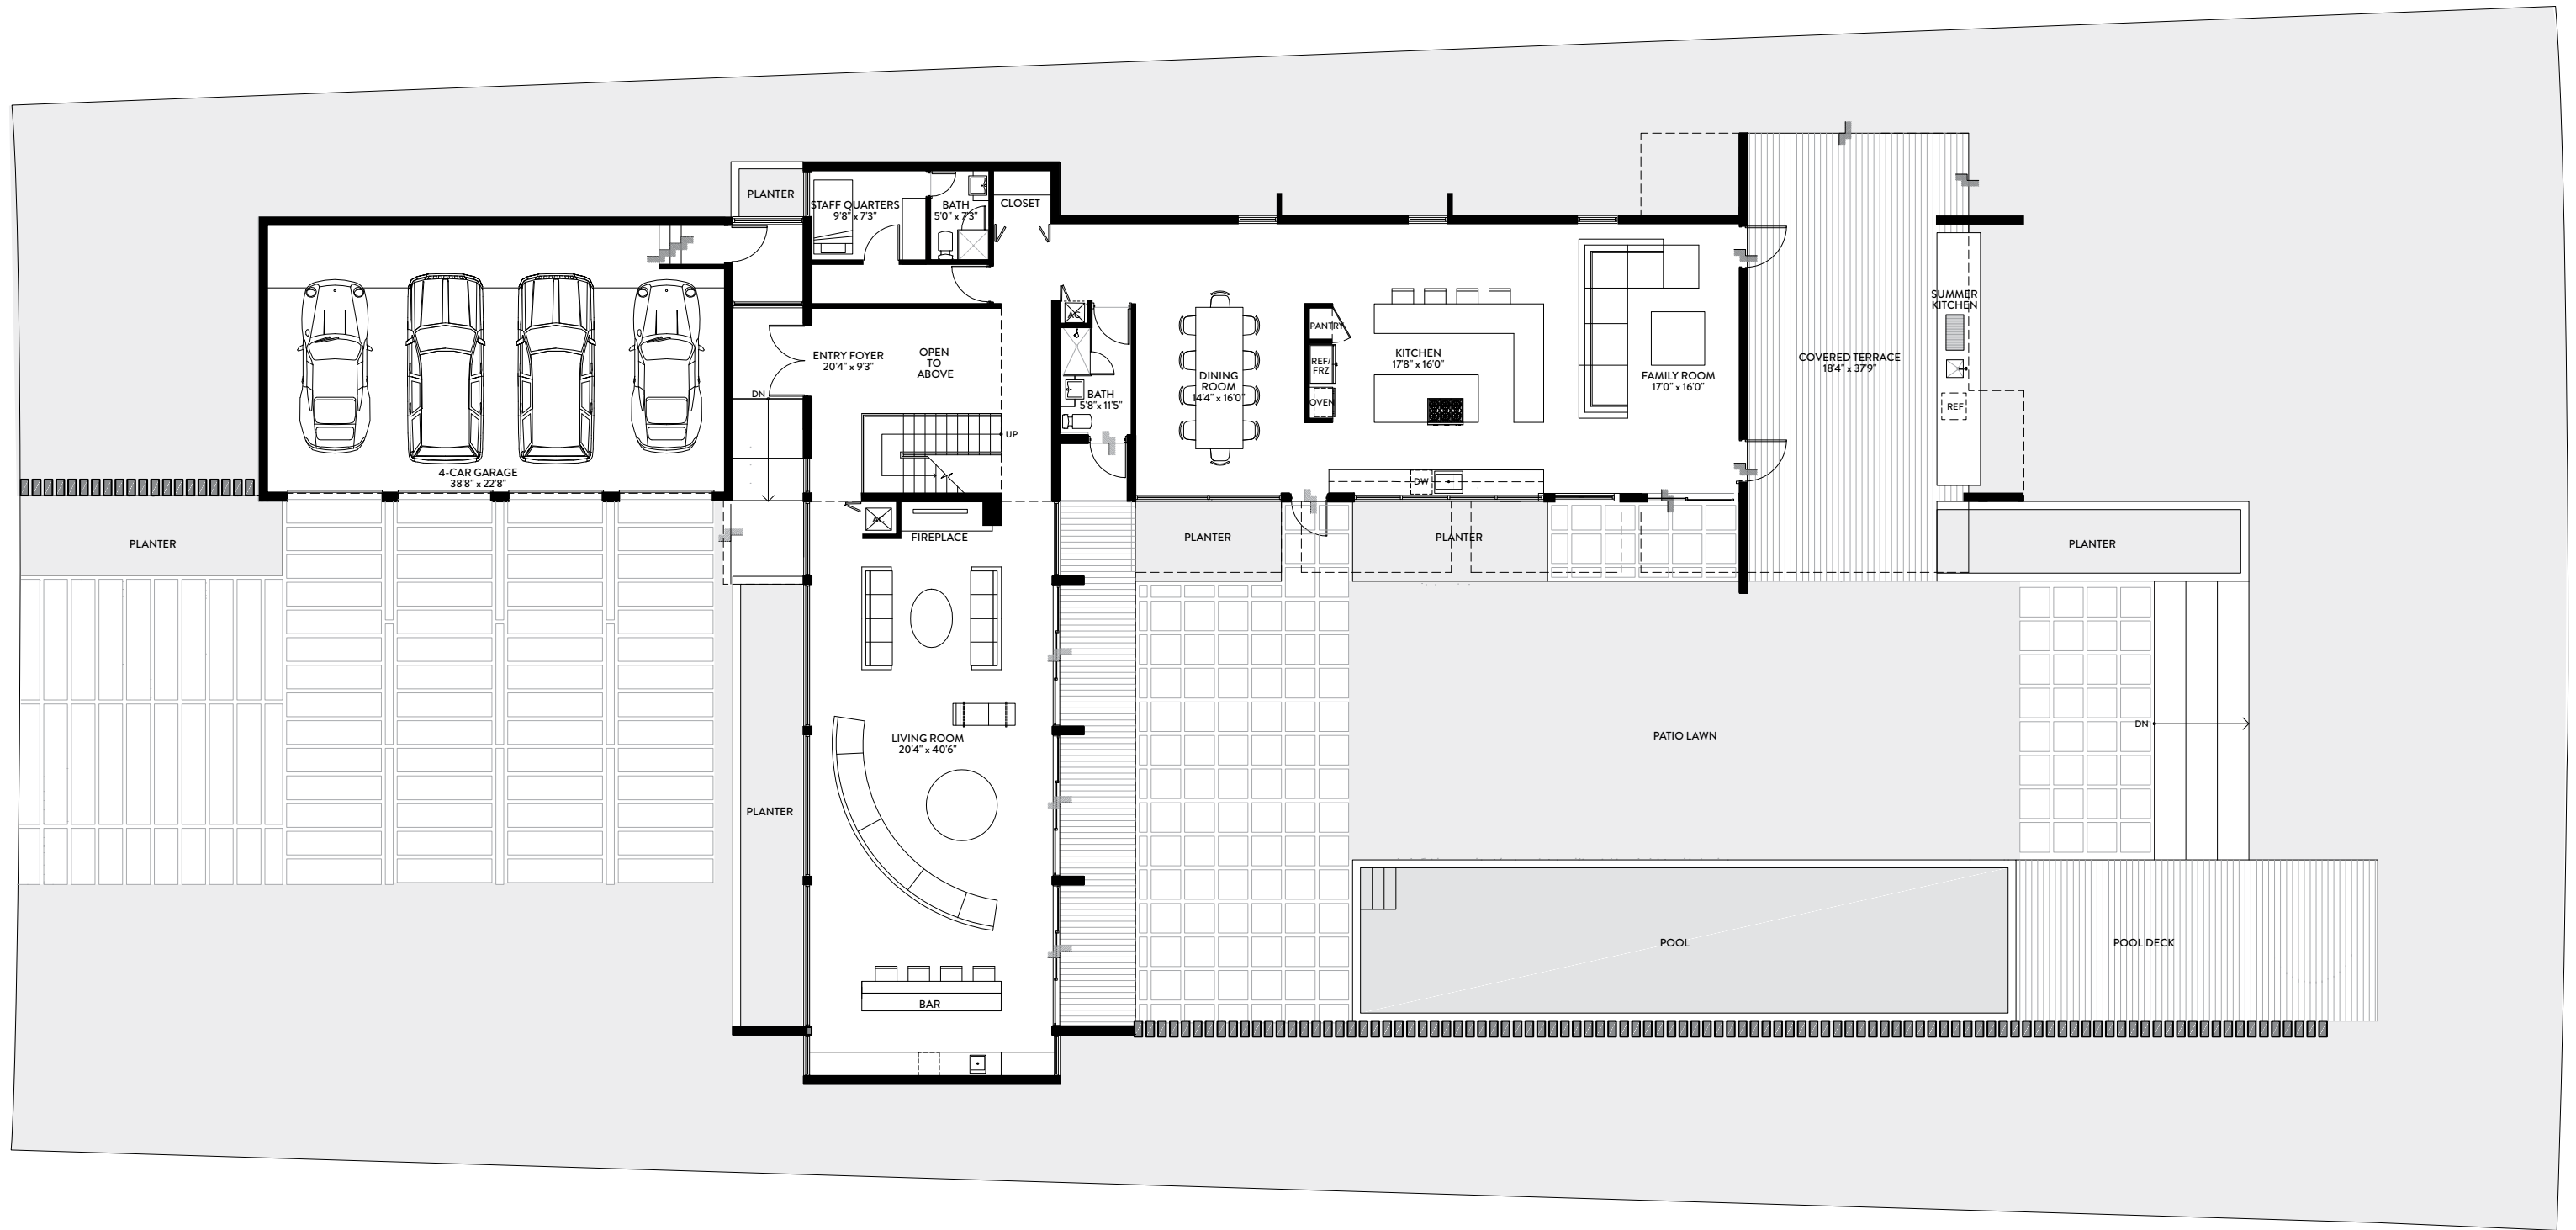 PLANTER
STAFF QUARTERS
9'8" x 7'3"
BATH
5'0" x 7'3"
CLOSET
4-CAR GARAGE
38'8" x 22'8"
DN
ENTRY FOYER
20'4" x 9'3"
OPEN
TO
ABOVE
UP
AC
BATH
5'8"x 11'5"
DINING
ROOM
14'4" x 16'0"
PANTRY
REF/
FRZ
OVEN
KITCHEN
17'8" x 16'0"
DW
FAMILY ROOM
17'0" x 16'0"
COVERED TERRACE
18'4" x 37'9"
SUMMER
KITCHEN
REF
PLANTER
AC
FIREPLACE
PLANTER
PLANTER
PLANTER
LIVING ROOM
20'4" x 40'6"
PATIO LAWN
DN
PLANTER
POOL
POOL DECK
BAR